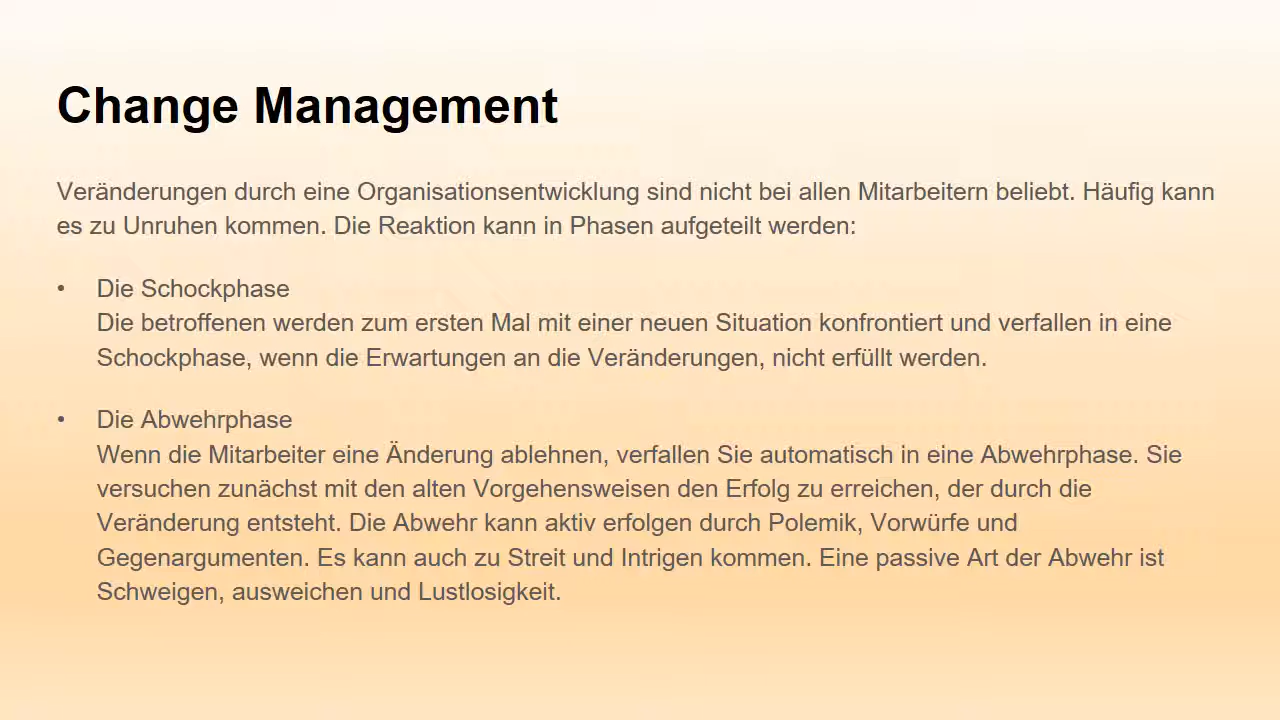 Change Management
Veränderungen durch eine Organisationsentwicklung sind nicht bei allen Mitarbeitern beliebt. Häufig kann
es zu Unruhen kommen. Die Reaktion kann in Phasen aufgeteilt werden:
• Die Schockphase
Die betroffenen werden zum ersten Mal mit einer neuen Situation konfrontiert und verfallen in eine
Schockphase, wenn die Erwartungen an die Veränderungen, nicht erfüllt werden.
• Die Abwehrphase
Wenn die Mitarbeiter eine Änderung ablehnen, verfallen Sie automatisch in eine Abwehrphase. Sie
versuchen zunächst mit den alten Vorgehensweisen den Erfolg zu erreichen, der durch die
Veränderung entsteht. Die Abwehr kann aktiv erfolgen durch Polemik, Vorwürfe und
Gegenargumenten. Es kann auch zu Streit und Intrigen kommen. Eine passive Art der Abwehr ist
Schweigen, ausweichen und Lustlosigkeit.